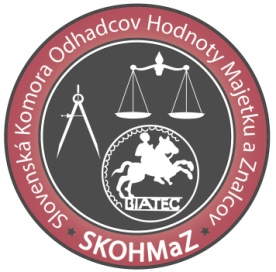 Slovenská Komora Odhadcov Hodnoty Majetku a Znalcov
BIATEC
SKOHMaZ